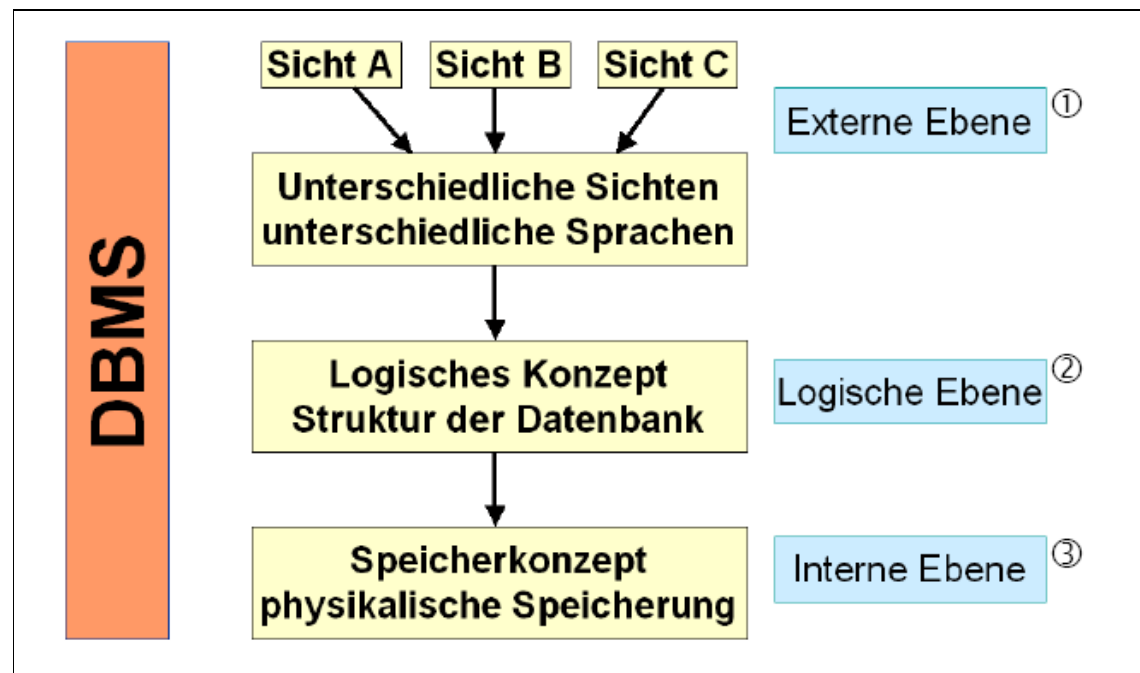 DBMS
Sicht A
Sicht B
Sicht C
Externe Ebene ①
Unterschiedliche Sichten
unterschiedliche Sprachen
Logisches Konzept
Struktur der Datenbank
Logische Ebene ②
Speicherkonzept
physikalische Speicherung
Interne Ebene ③